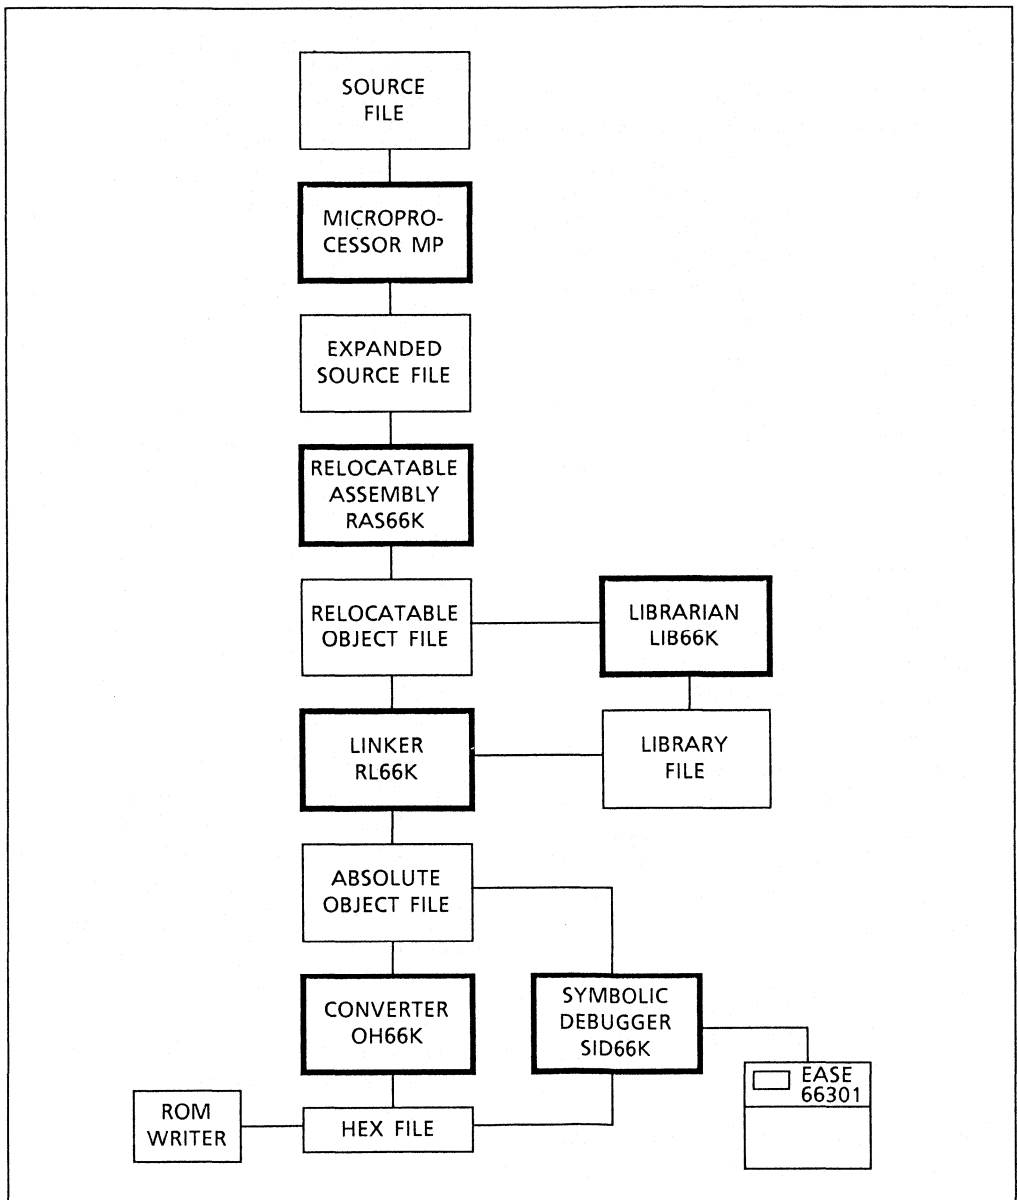 SOURCE
FILE
MICROPRO-
CESSOR MP
EXPANDED
SOURCE FILE
RELOCATABLE
ASSEMBLY
RAS66K
RELOCATABLE
OBJECT FILE
LIBRARIAN
LIB66K
LINKER
RL66K
LIBRARY
FILE
ABSOLUTE
OBJECT FILE
CONVERTER
OH66K
SYMBOLIC
DEBUGGER
SID66K
EASE
66301
ROM
WRITER
HEX FILE